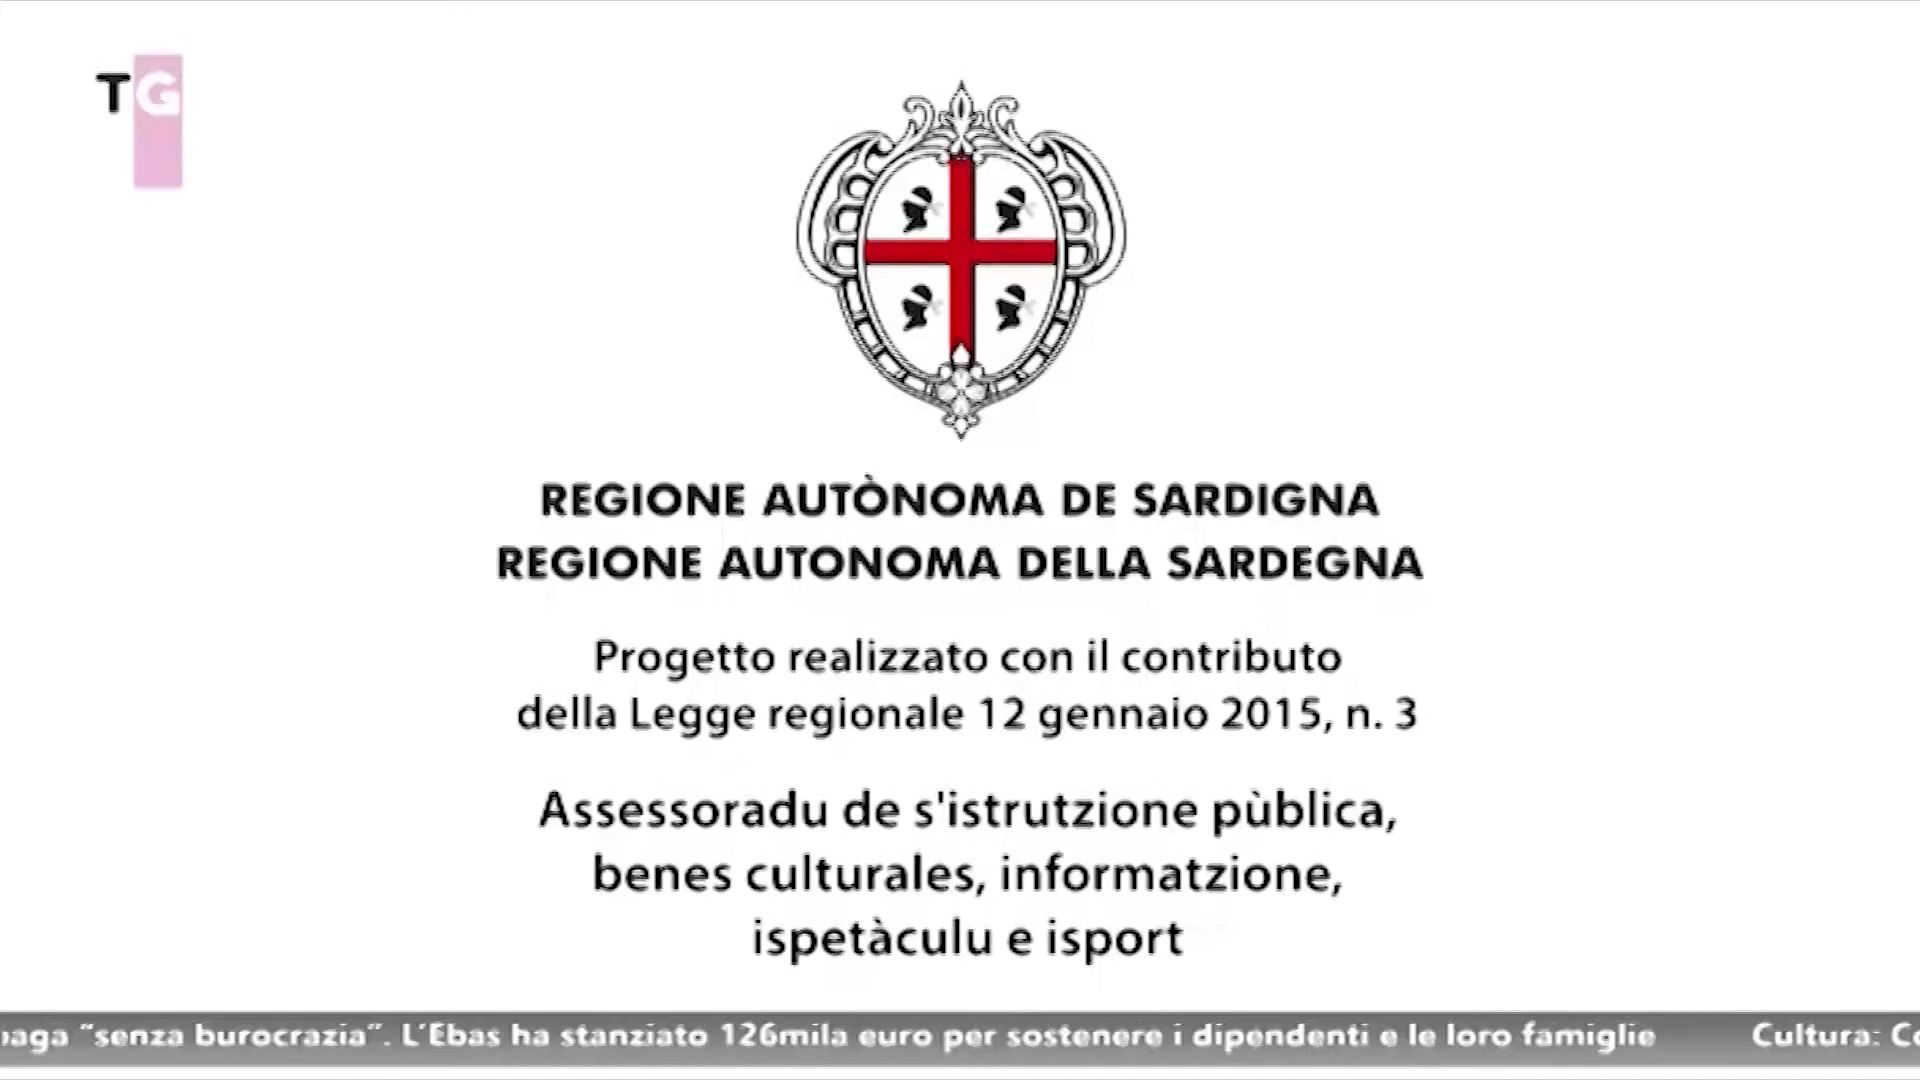 TG
REGIONE AUTÒNOMA DE SARDIGNA
REGIONE AUTONOMA DELLA SARDEGNA
Progetto realizzato con il contributo
della Legge regionale 12 gennaio 2015, n. 3
Assessoradu de s'istrutzione pùblica,
benes culturales, informatzione,
ispetàculu e isport
"senza burocrazia". L'Ebas ha stanziato 126mila euro per sostenere i dipendenti e le loro famiglie Cultura: